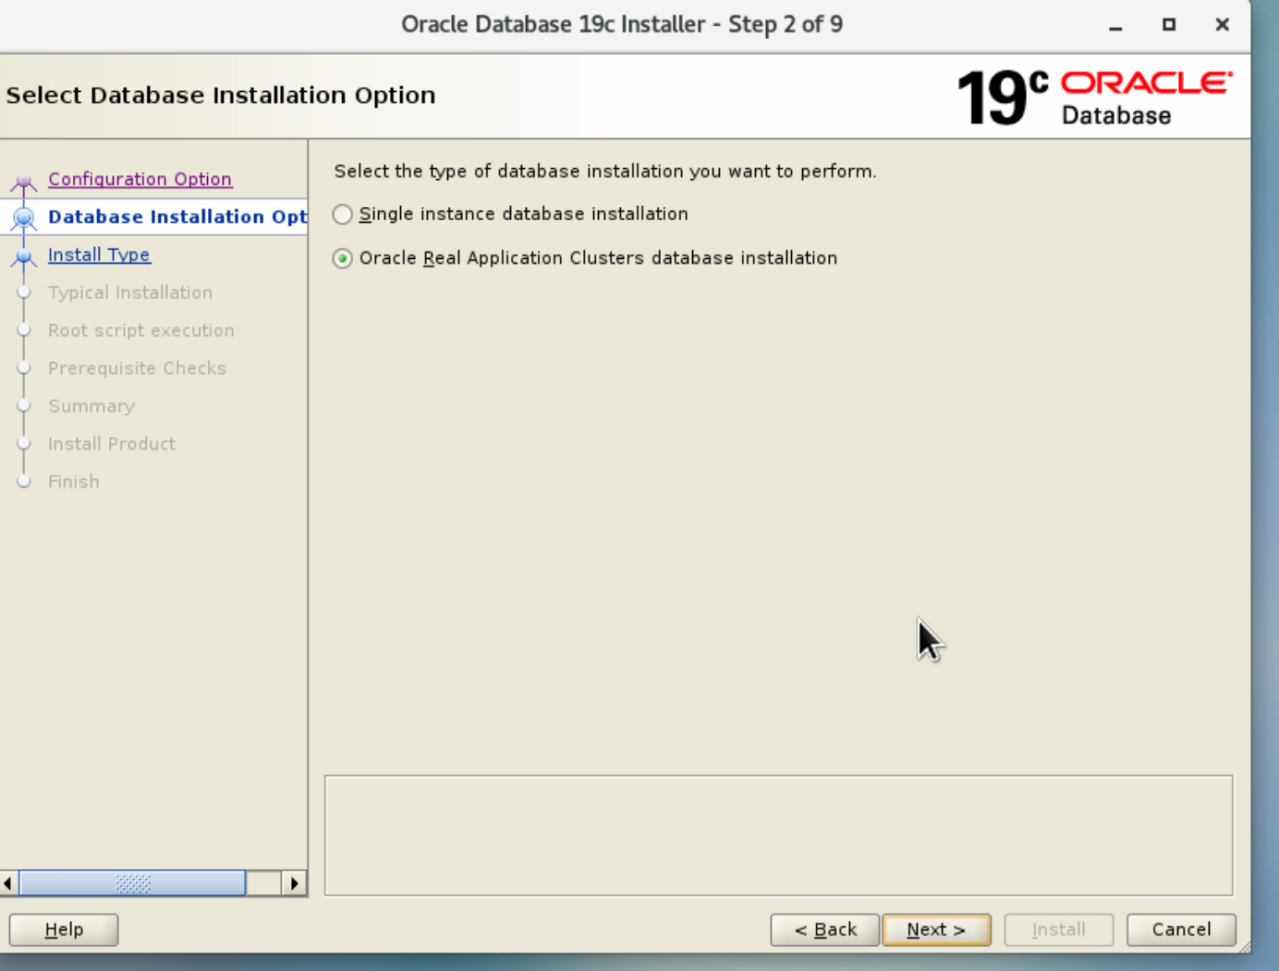 Oracle Database 19c Installer - Step 2 of 9
Select Database Installation Option
19c ORACLE
Database
Configuration Option
Database Installation Opt
Install Type
Typical Installation
Root script execution
Prerequisite Checks
Summary
Install Product
Finish
Select the type of database installation you want to perform.
Single instance database installation
Oracle Real Application Clusters database installation
Help
< Back
Next >
Install
Cancel